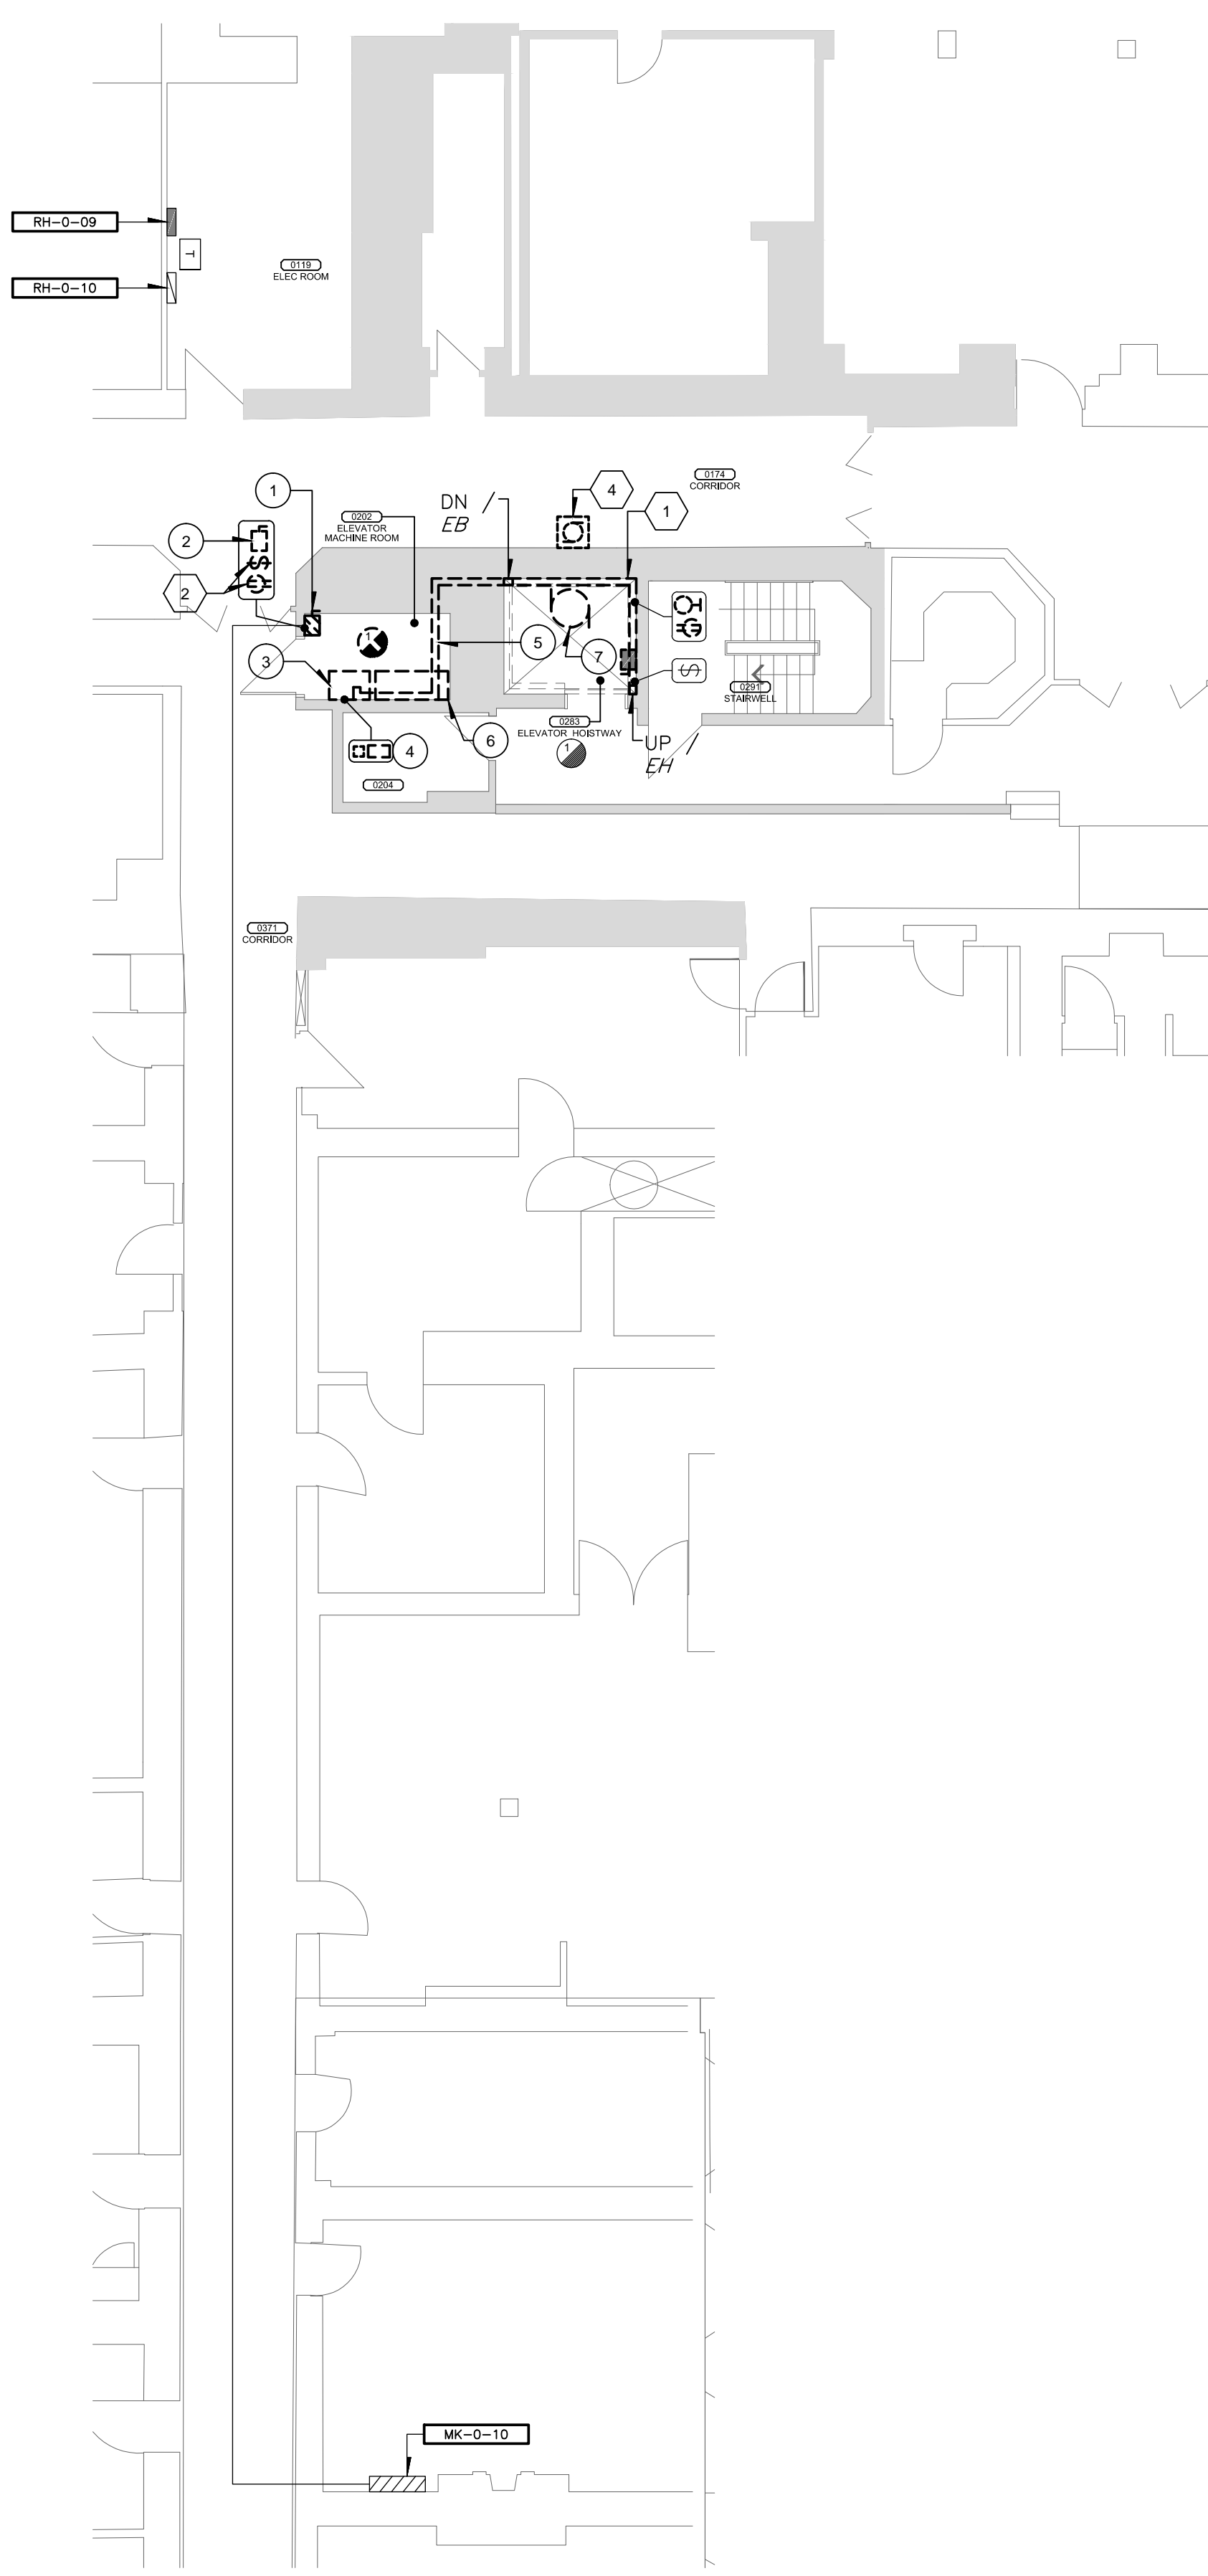 RH-0-09
T
RH-0-10
0119
ELEC ROOM
0174
CORRIDOR
1
4
1
DN
EB
0202
ELEVATOR
MACHINE ROOM
2
S
2
1
5
7
3
S
0291
STAIRWELL
0283
ELEVATOR HOISTWAY
1
UP
EH
6
4
0204
0371
CORRIDOR
MK-0-10